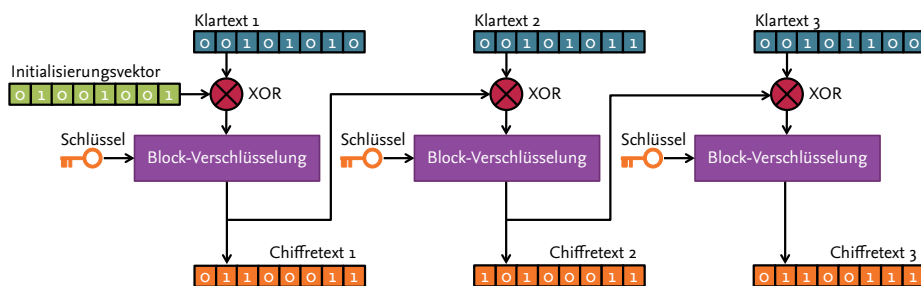 Klartext 1
Klartext 2
Klartext 3
0 0 1 0 1 0 1 0
0 0 1 0 1 0 1 1
0 0 1 0 1 1 0 0
Initialisierungsvektor
0 1 0 0 1 0 0 1
XOR
XOR
XOR
Schlüssel
Block-Verschlüsselung
Schlüssel
Block-Verschlüsselung
Schlüssel
Block-Verschlüsselung
Chiffretext 1
Chiffretext 2
Chiffretext 3
0 1 1 0 0 0 1 1
1 0 1 0 0 0 1 1
0 1 1 0 0 1 1 1